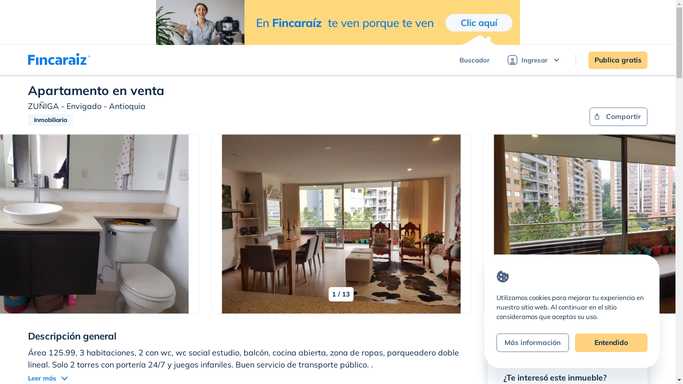 En Fincaraíz te ven porque te ven
Clic aquí
Fincaraiz
Buscador
Ingresar
Publica gratis
Apartamento en venta
ZUÑIGA - Envigado - Antioquia
Inmobiliaria
Compartir
1 / 13
Utilizamos cookies para mejorar tu experiencia en
nuestro sitio web. Al continuar en el sitio
consideramos que aceptas su uso.
Más información
Entendido
Descripción general
Área 125.99, 3 habitaciones, 2 con wc, wc social estudio, balcón, cocina abierta, zona de ropas, parqueadero doble
lineal. Solo 2 torres con portería 24/7 y juegos infaniles. Buen servicio de transporte público. .
Leer más
¿Te interesó este inmueble?